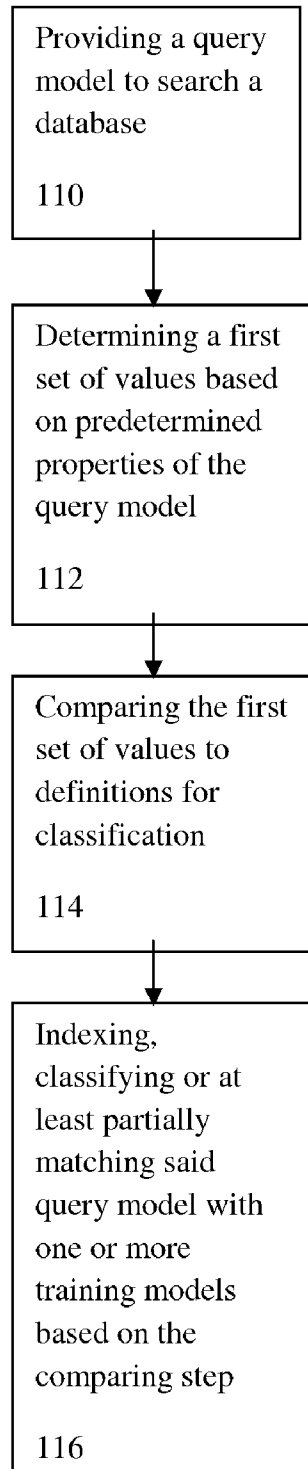 Providing a query
model to search a
database
110
Determining a first
set of values based
on predetermined
properties of the
query model
112
Comparing the first
set of values to
definitions for
classification
114
Indexing,
classifying or at
least partially
matching said
query model with
one or more
training models
based on the
comparing step
116